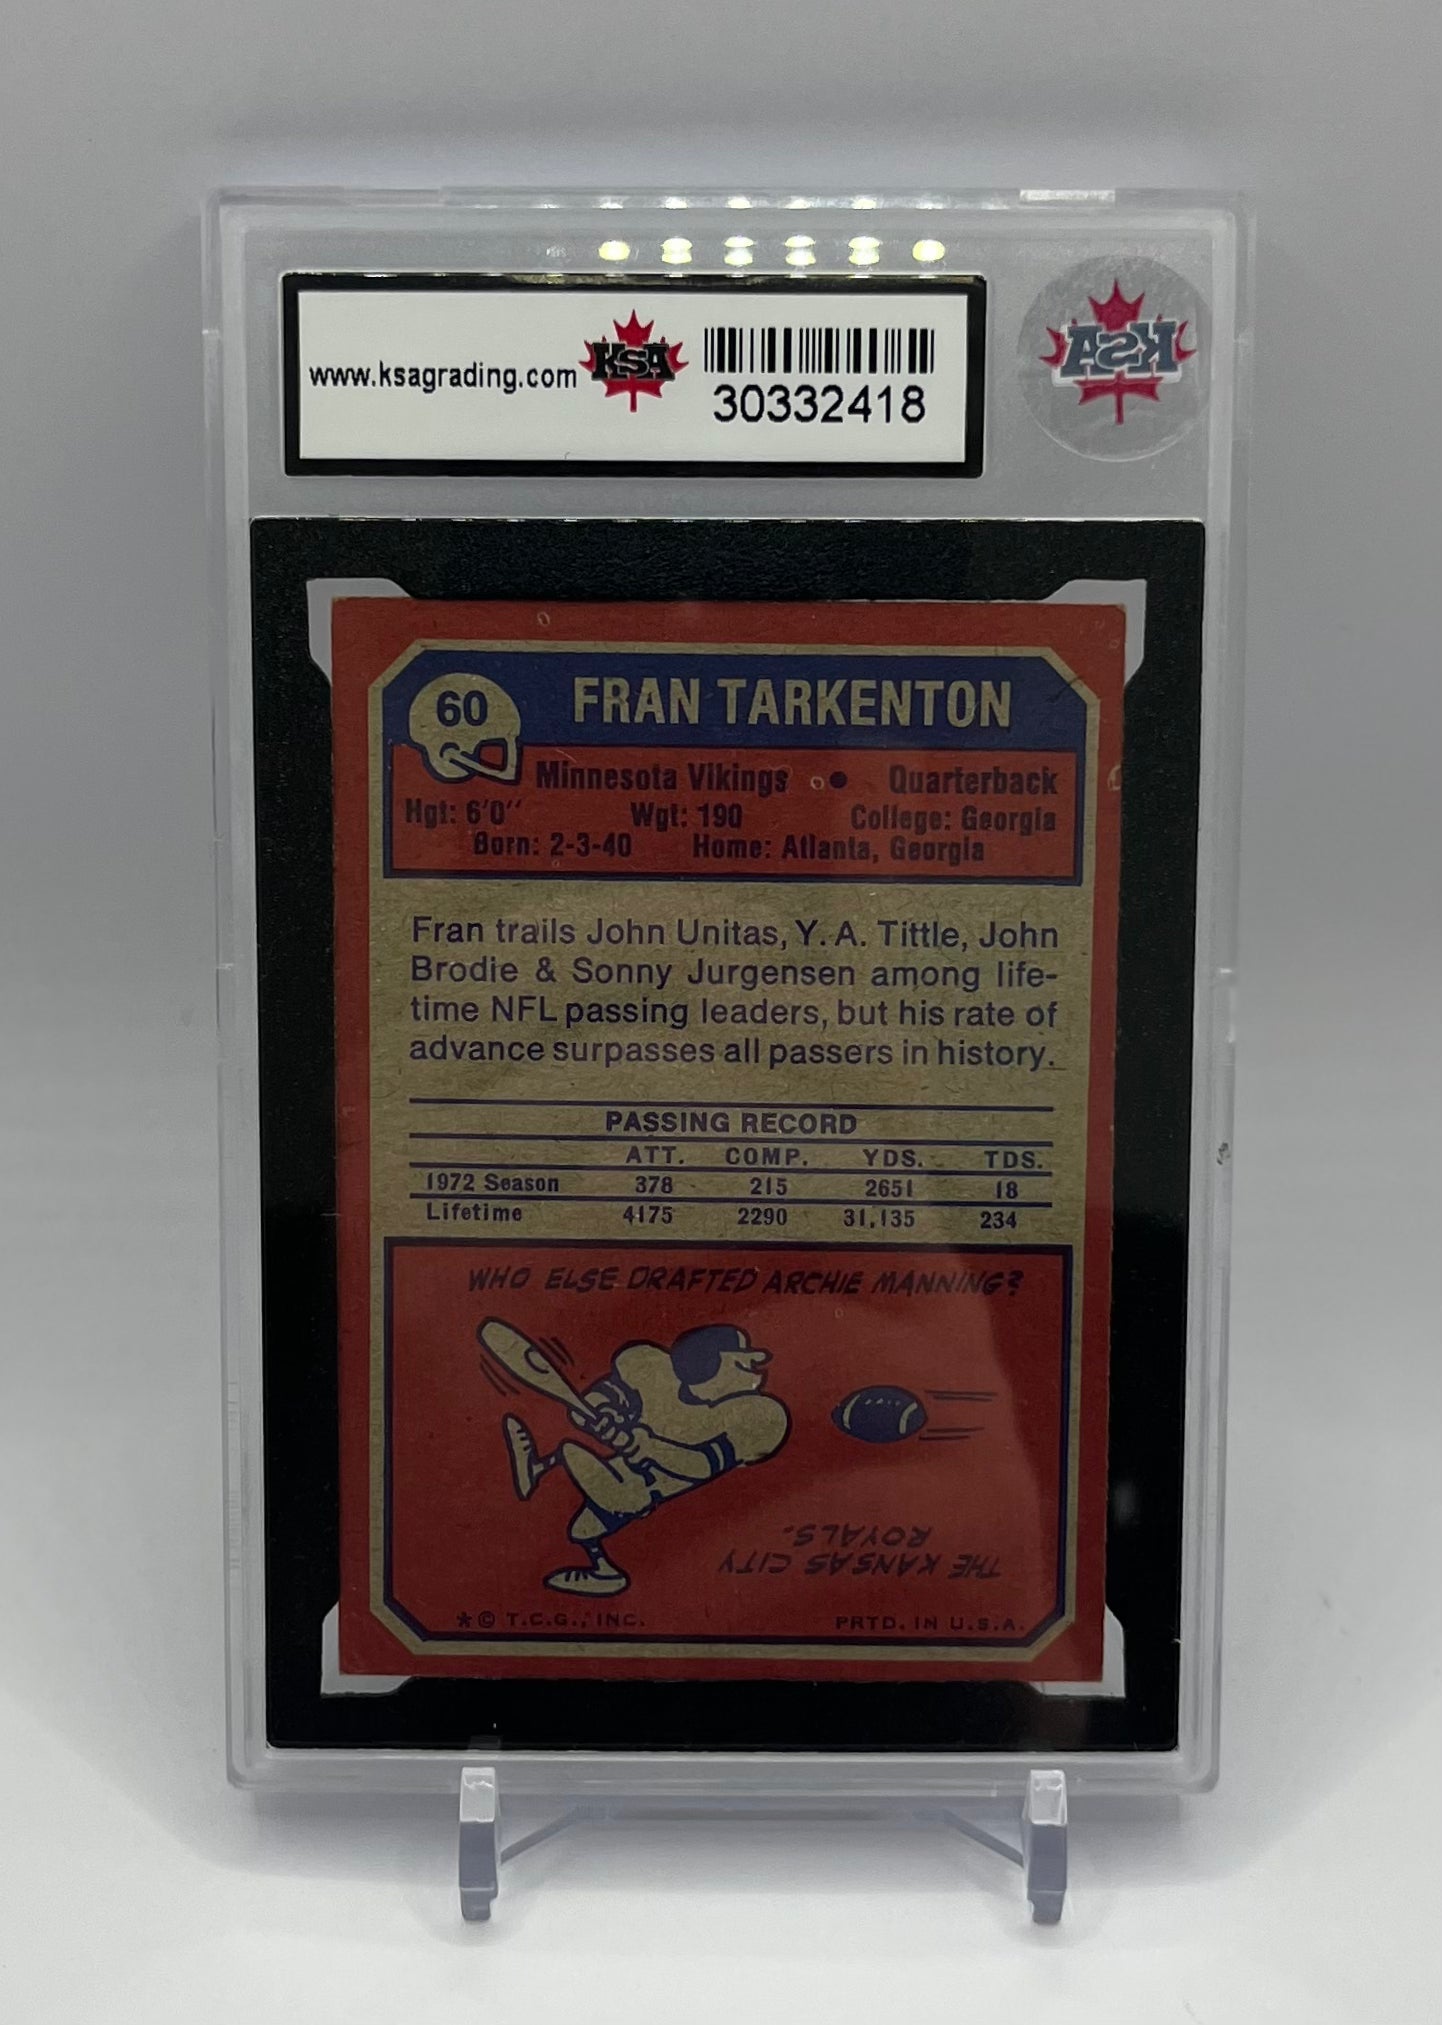 www.ksagrading.com
KSA
30332418
KSA
60
FRAN TARKENTON
Minnesota Vikings • Quarterback
Hgt: 6'0" Wgt: 190 College: Georgia
Born: 2-3-40 Home: Atlanta, Georgia
Fran trails John Unitas, Y. A. Tittle, John
Brodie & Sonny Jurgensen among life-
time NFL passing leaders, but his rate of
advance surpasses all passers in history.
PASSING RECORD
ATT. COMP. YDS. TDS.
1972 Season 378 215 2651 18
Lifetime 4175 2290 31,135 234
WHO ELSE DRAFTED ARCHIE MANNING?
THE KANSAS CITY
ROYALS.
* © T.C.G., INC. PRTD. IN U.S.A.